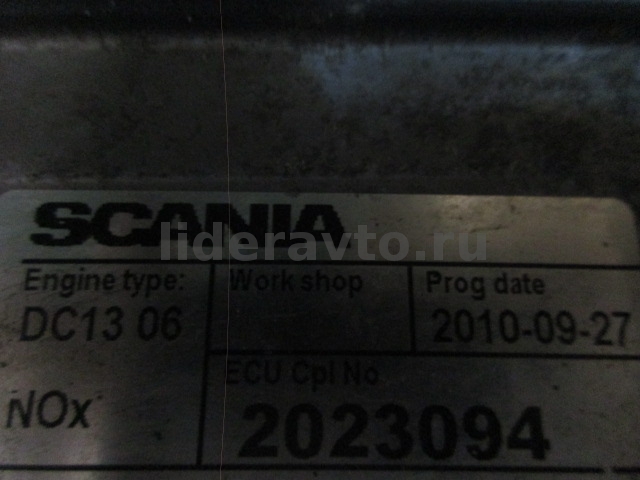 SCANIA
lideravto.ru
Engine type: Work shop Prog date
DC13 06 2010-09-27
ECU Cpl No
NOx 2023094